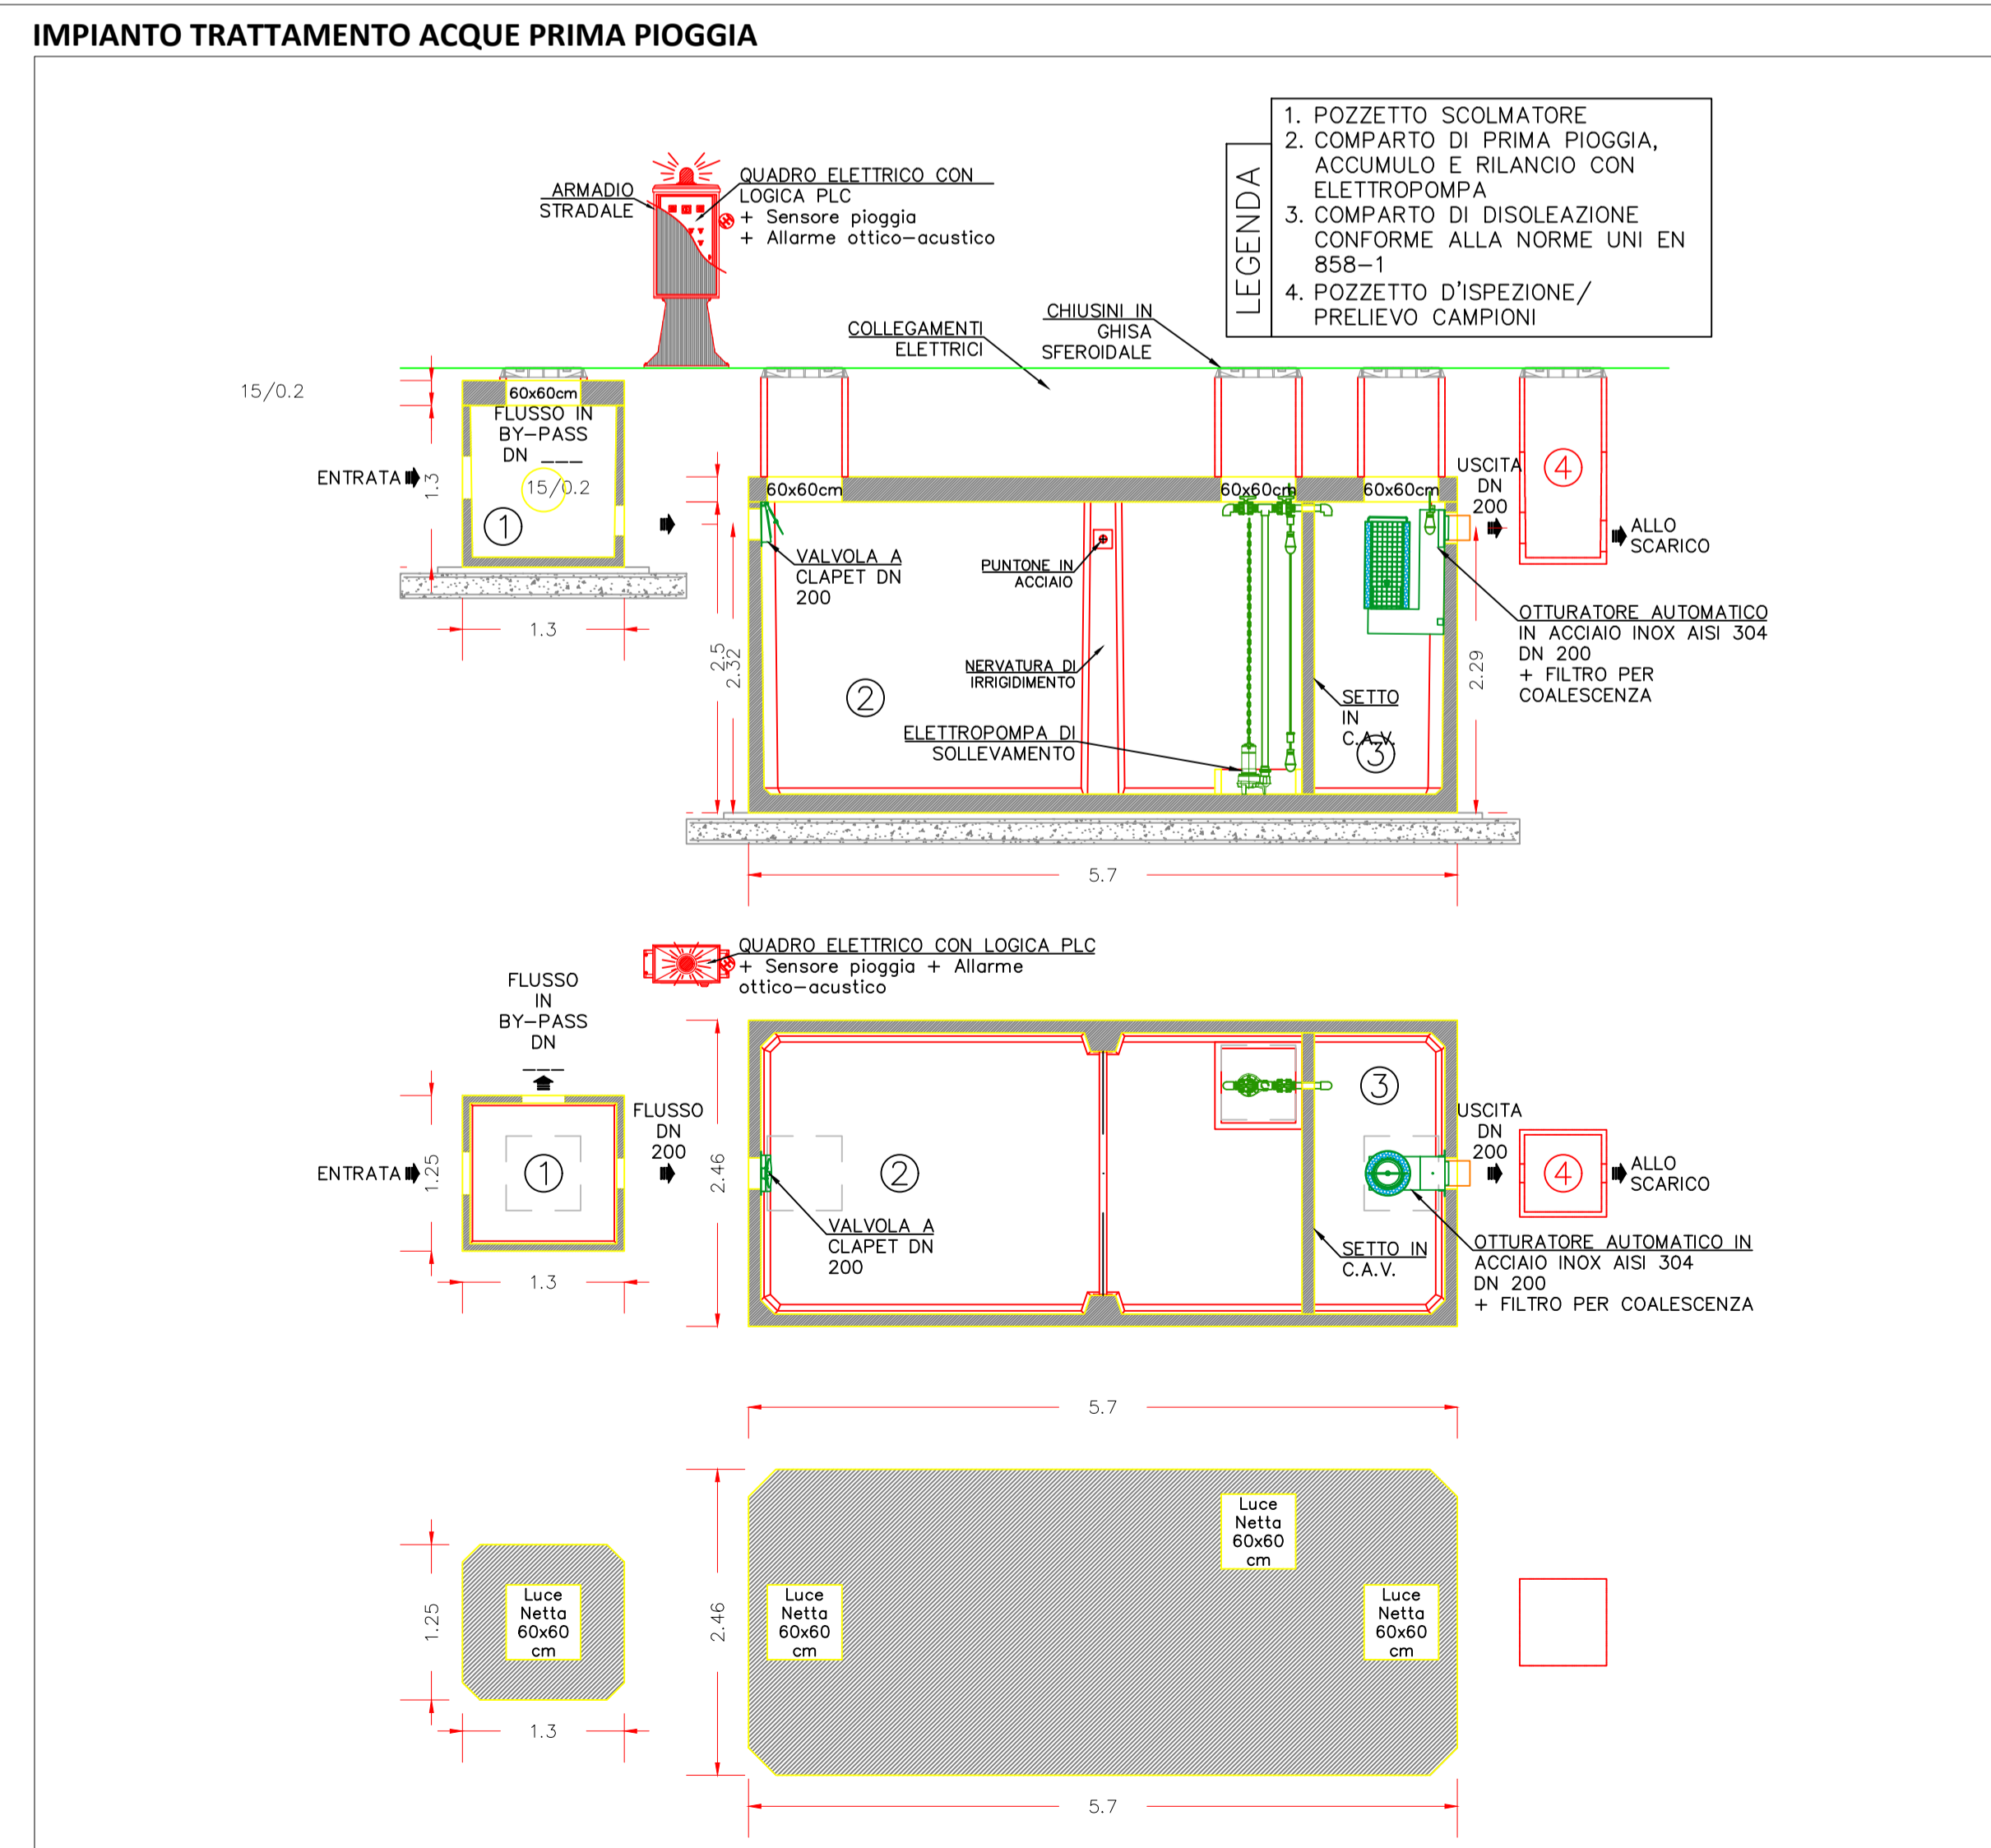 IMPIANTO TRATTAMENTO ACQUE PRIMA PIOGGIA
LEGENDA
1. POZZETTO SCOLMATORE
2. COMPARTO DI PRIMA PIOGGIA,
ACCUMULO E RILANCIO CON
ELETTROPOMPA
3. COMPARTO DI DISOLEAZIONE
CONFORME ALLA NORME UNI EN
858-1
4. POZZETTO D'ISPEZIONE/
PRELIEVO CAMPIONI
ARMADIO
STRADALE
QUADRO ELETTRICO CON
LOGICA PLC
+ Sensore pioggia
+ Allarme ottico-acustico
COLLEGAMENTI
ELETTRICI
CHIUSINI IN
GHISA
SFEROIDALE
15/0.2
60x60cm
FLUSSO IN
BY-PASS
DN ___
15/0.2
1
ENTRATA
1.3
1.3
60x60cm
60x60cm
60x60cm
USCITA
DN
200
4
ALLO
SCARICO
VALVOLA A
CLAPET DN
200
PUNTONE IN
ACCIAIO
NERVATURA DI
IRRIGIDIMENTO
2
ELETTROPOMPA DI
SOLLEVAMENTO
SETTO
IN
C.A.V.
3
OTTURATORE AUTOMATICO
IN ACCIAIO INOX AISI 304
DN 200
+ FILTRO PER
COALESCENZA
2.5
2.32
2.29
5.7
QUADRO ELETTRICO CON LOGICA PLC
+ Sensore pioggia + Allarme
ottico-acustico
FLUSSO
IN
BY-PASS
DN
___
FLUSSO
DN
200
ENTRATA
1.25
1
1.3
2.46
2
VALVOLA A
CLAPET DN
200
3
SETTO IN
C.A.V.
USCITA
DN
200
4
ALLO
SCARICO
OTTURATORE AUTOMATICO IN
ACCIAIO INOX AISI 304
DN 200
+ FILTRO PER COALESCENZA
5.7
1.25
Luce
Netta
60x60
cm
1.3
2.46
Luce
Netta
60x60
cm
Luce
Netta
60x60
cm
Luce
Netta
60x60
cm
5.7